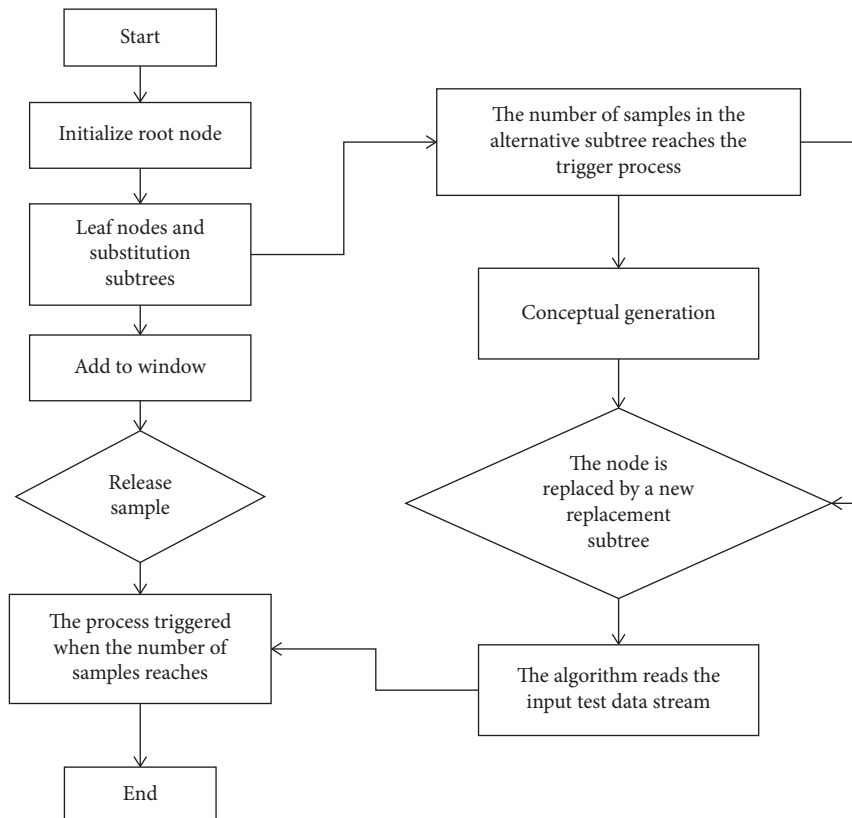 Start
Initialize root node
Leaf nodes and
substitution
subtrees
Add to window
Release
sample
The process triggered
when the number of
samples reaches
End
The number of samples in the
alternative subtree reaches the
trigger process
Conceptual generation
The node is
replaced by a new
replacement
subtree
The algorithm reads the
input test data stream